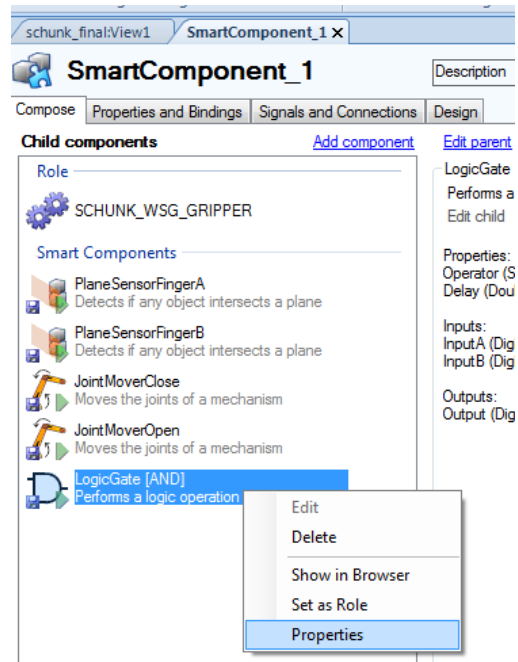 schunk_final:View1
SmartComponent_1 x
SmartComponent_1
Description
Compose
Properties and Bindings
Signals and Connections
Design
Child components
Add component
Edit parent
Role
SCHUNK_WSG_GRIPPER
Smart Components
PlaneSensorFingerA
Detects if any object intersects a plane
PlaneSensorFingerB
Detects if any object intersects a plane
JointMoverClose
Moves the joints of a mechanism
JointMoverOpen
Moves the joints of a mechanism
LogicGate [AND]
Performs a logic operation
Edit
Delete
Show in Browser
Set as Role
Properties
LogicGate
Performs a
Edit child
Properties:
Operator (S
Delay (Dou
Inputs:
InputA (Dig
InputB (Dig
Outputs:
Output (Dig